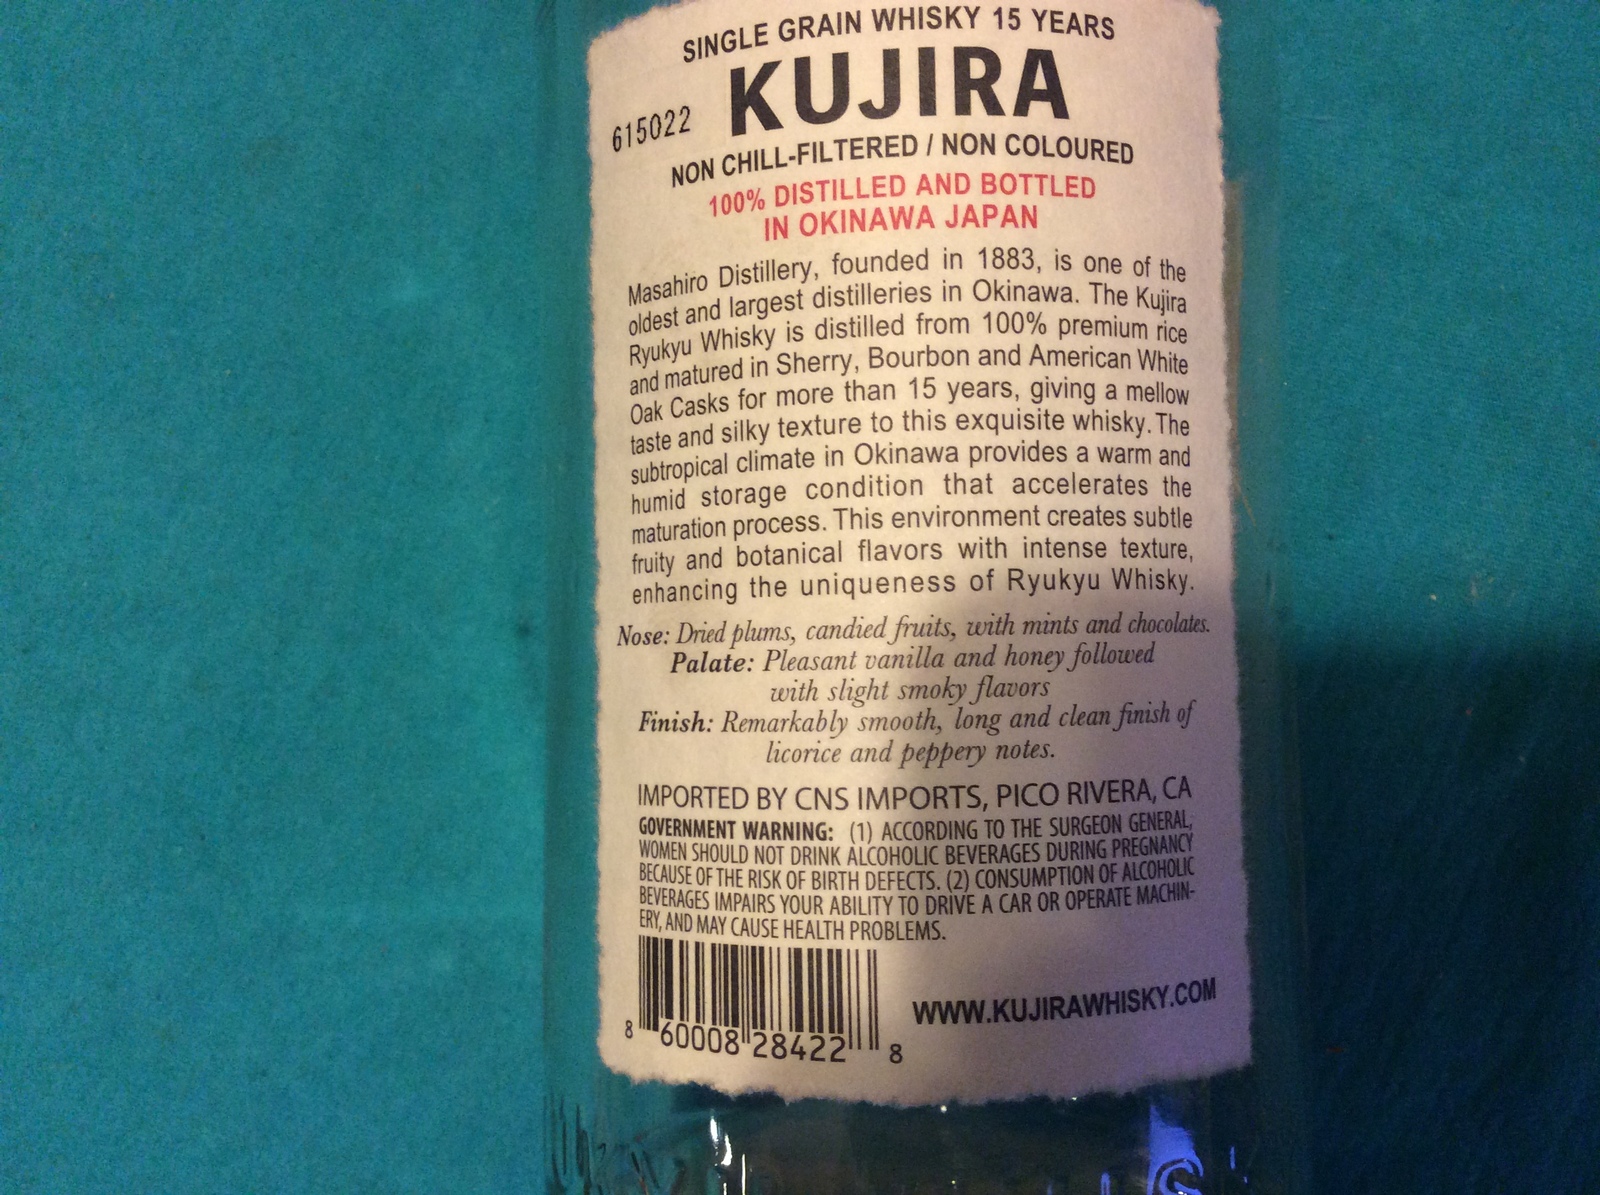 SINGLE GRAIN WHISKY 15 YEARS
KUJIRA
615022
NON CHILL-FILTERED / NON COLOURED
100% DISTILLED AND BOTTLED
IN OKINAWA JAPAN
Masahiro Distillery, founded in 1883, is one of the
oldest and largest distilleries in Okinawa. The Kujira
Ryukyu Whisky is distilled from 100% premium rice
and matured in Sherry, Bourbon and American White
Oak Casks for more than 15 years, giving a mellow
taste and silky texture to this exquisite whisky. The
subtropical climate in Okinawa provides a warm and
humid storage condition that accelerates the
maturation process. This environment creates subtle
fruity and botanical flavors with intense texture,
enhancing the uniqueness of Ryukyu Whisky.
Nose: Dried plums, candied fruits, with mints and chocolates.
Palate: Pleasant vanilla and honey followed
with slight smoky flavors
Finish: Remarkably smooth, long and clean finish of
licorice and peppery notes.
IMPORTED BY CNS IMPORTS, PICO RIVERA, CA
GOVERNMENT WARNING: (1) ACCORDING TO THE SURGEON GENERAL,
WOMEN SHOULD NOT DRINK ALCOHOLIC BEVERAGES DURING PREGNANCY
BECAUSE OF THE RISK OF BIRTH DEFECTS. (2) CONSUMPTION OF ALCOHOLIC
BEVERAGES IMPAIRS YOUR ABILITY TO DRIVE A CAR OR OPERATE MACHIN-
ERY, AND MAY CAUSE HEALTH PROBLEMS.
WWW.KUJIRAWHISKY.COM
8 60008 28422 8